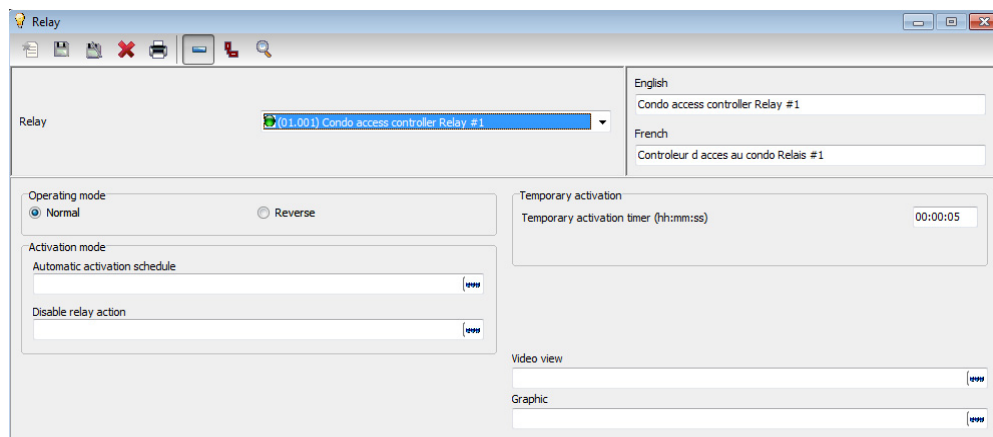 Relay
English
Condo access controller Relay #1
Relay
(01.001) Condo access controller Relay #1
French
Controleur d acces au condo Relais #1
Operating mode
Normal
Reverse
Temporary activation
Temporary activation timer (hh:mm:ss)
00:00:05
Activation mode
Automatic activation schedule
Disable relay action
Video view
Graphic